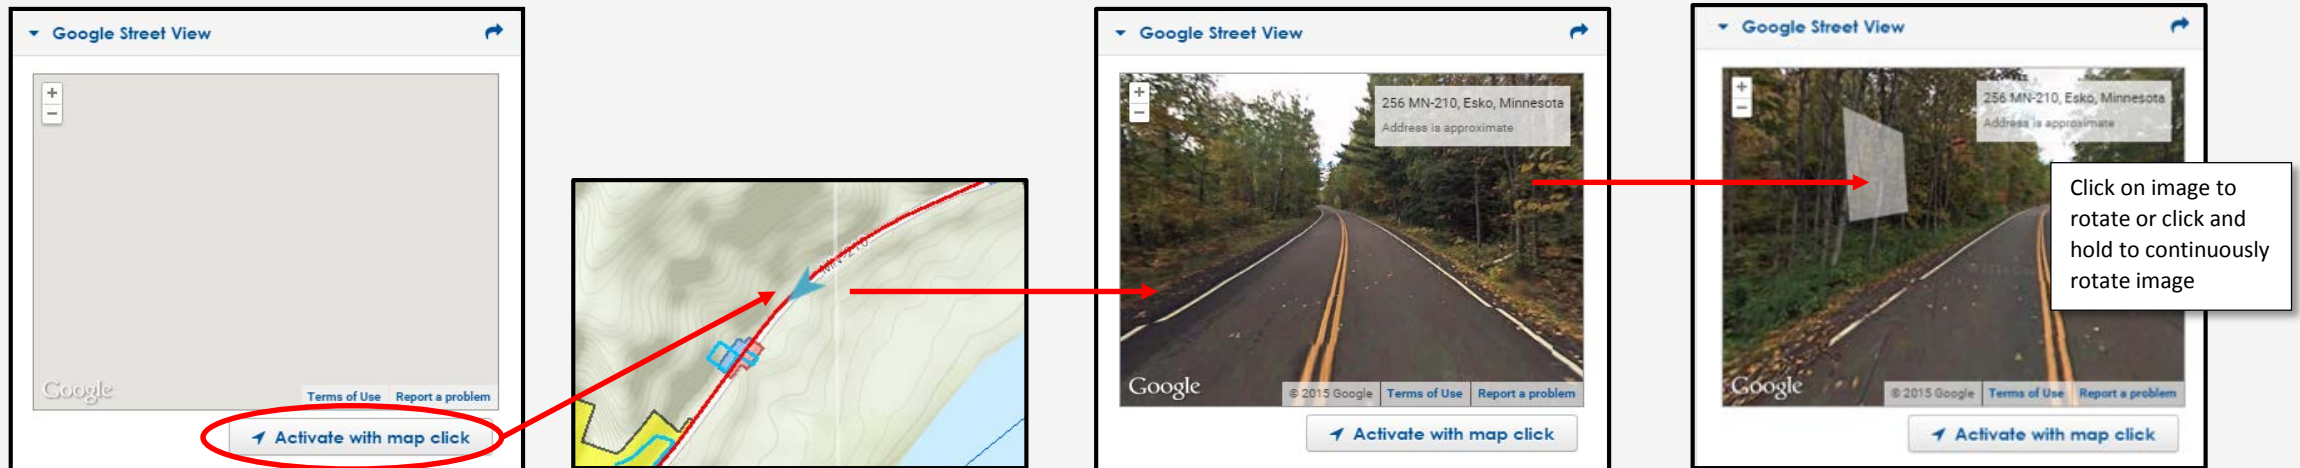 Google Street View
+
−
Google
Terms of Use Report a problem
Activate with map click
MN-210
Google Street View
+
−
256 MN-210, Esko, Minnesota
Address is approximate
Google
© 2015 Google Terms of Use Report a problem
Activate with map click
Google Street View
+
−
256 MN-210, Esko, Minnesota
Address is approximate
Click on image to
rotate or click and
hold to continuously
rotate image
Google
© 2015 Google Terms of Use Report a problem
Activate with map click